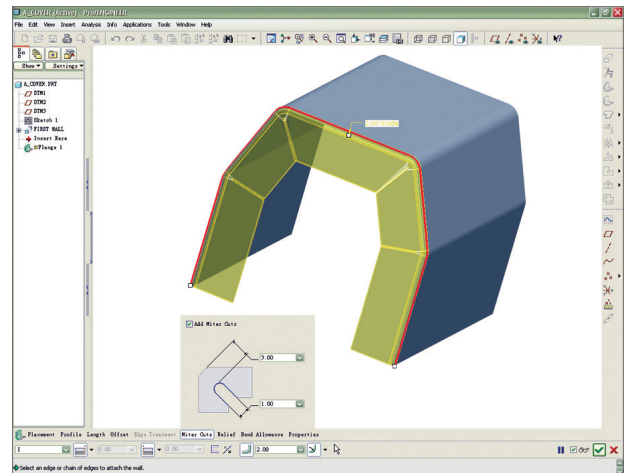 A_COVER (Active) - Pro/ENGINEER
File Edit View Insert Analysis Info Applications Tools Window Help
Show Settings
A_COVER.PRT
DTM1
DTM2
DTM3
Sketch 1
FIRST WALL
Insert Here
Flange 1
2.00 Inside
Add Miter Cuts
3.00
1.00
Placement Profile Length Offset Edge Treatment Miter Cuts Relief Bend Allowance Properties
I 0.00 0.00 2.00
Select an edge or chain of edges to attach the wall.